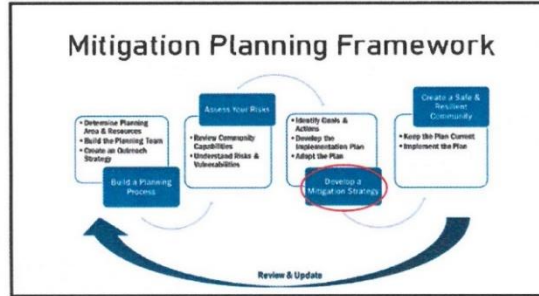 Mitigation Planning Framework
• Determine Planning
Area & Resources
• Build the Planning Team
• Create an Outreach
Strategy
Build a Planning
Process
Assess Your Risks
• Review Community
Capabilities
• Understand Risks &
Vulnerabilities
• Identify Goals &
Actions
• Develop the
Implementation Plan
• Adopt the Plan
Develop a
Mitigation Strategy
Create a Safe &
Resilient
Community
• Keep the Plan Current
• Implement the Plan
Review & Update